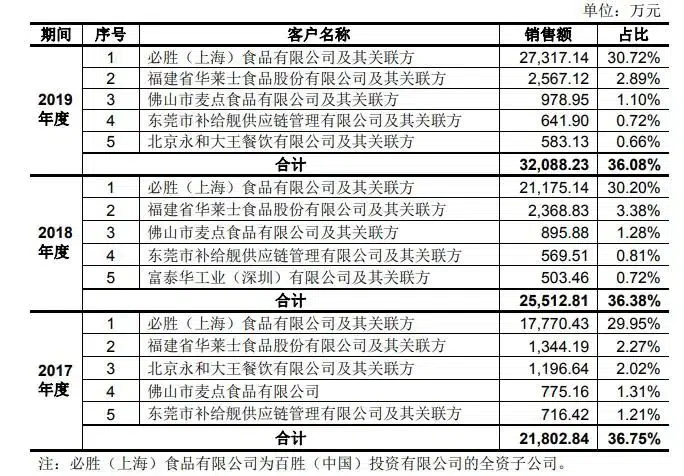 单位：万元
期间 序号 客户名称 销售额 占比
2019年度
1 必胜（上海）食品有限公司及其关联方 27,317.14 30.72%
2 福建省华莱士食品股份有限公司及其关联方 2,567.12 2.89%
3 佛山市麦点食品有限公司及其关联方 978.95 1.10%
4 东莞市补给舰供应链管理有限公司及其关联方 641.90 0.72%
5 北京永和大王餐饮有限公司及其关联方 583.13 0.66%
合计 32,088.23 36.08%
2018年度
1 必胜（上海）食品有限公司及其关联方 21,175.14 30.20%
2 福建省华莱士食品股份有限公司及其关联方 2,368.83 3.38%
3 佛山市麦点食品有限公司及其关联方 895.88 1.28%
4 东莞市补给舰供应链管理有限公司及其关联方 569.51 0.81%
5 富泰华工业（深圳）有限公司及其关联方 503.46 0.72%
合计 25,512.81 36.38%
2017年度
1 必胜（上海）食品有限公司及其关联方 17,770.43 29.95%
2 福建省华莱士食品股份有限公司及其关联方 1,344.19 2.27%
3 北京永和大王餐饮有限公司及其关联方 1,196.64 2.02%
4 佛山市麦点食品有限公司 775.16 1.31%
5 东莞市补给舰供应链管理有限公司及其关联方 716.42 1.21%
合计 21,802.84 36.75%
注：必胜（上海）食品有限公司为百胜（中国）投资有限公司的全资子公司。